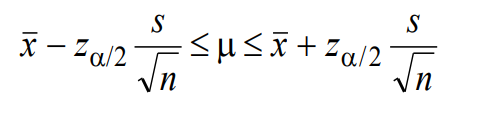 x̄ − z_{α/2} s/√n ≤ μ ≤ x̄ + z_{α/2} s/√n